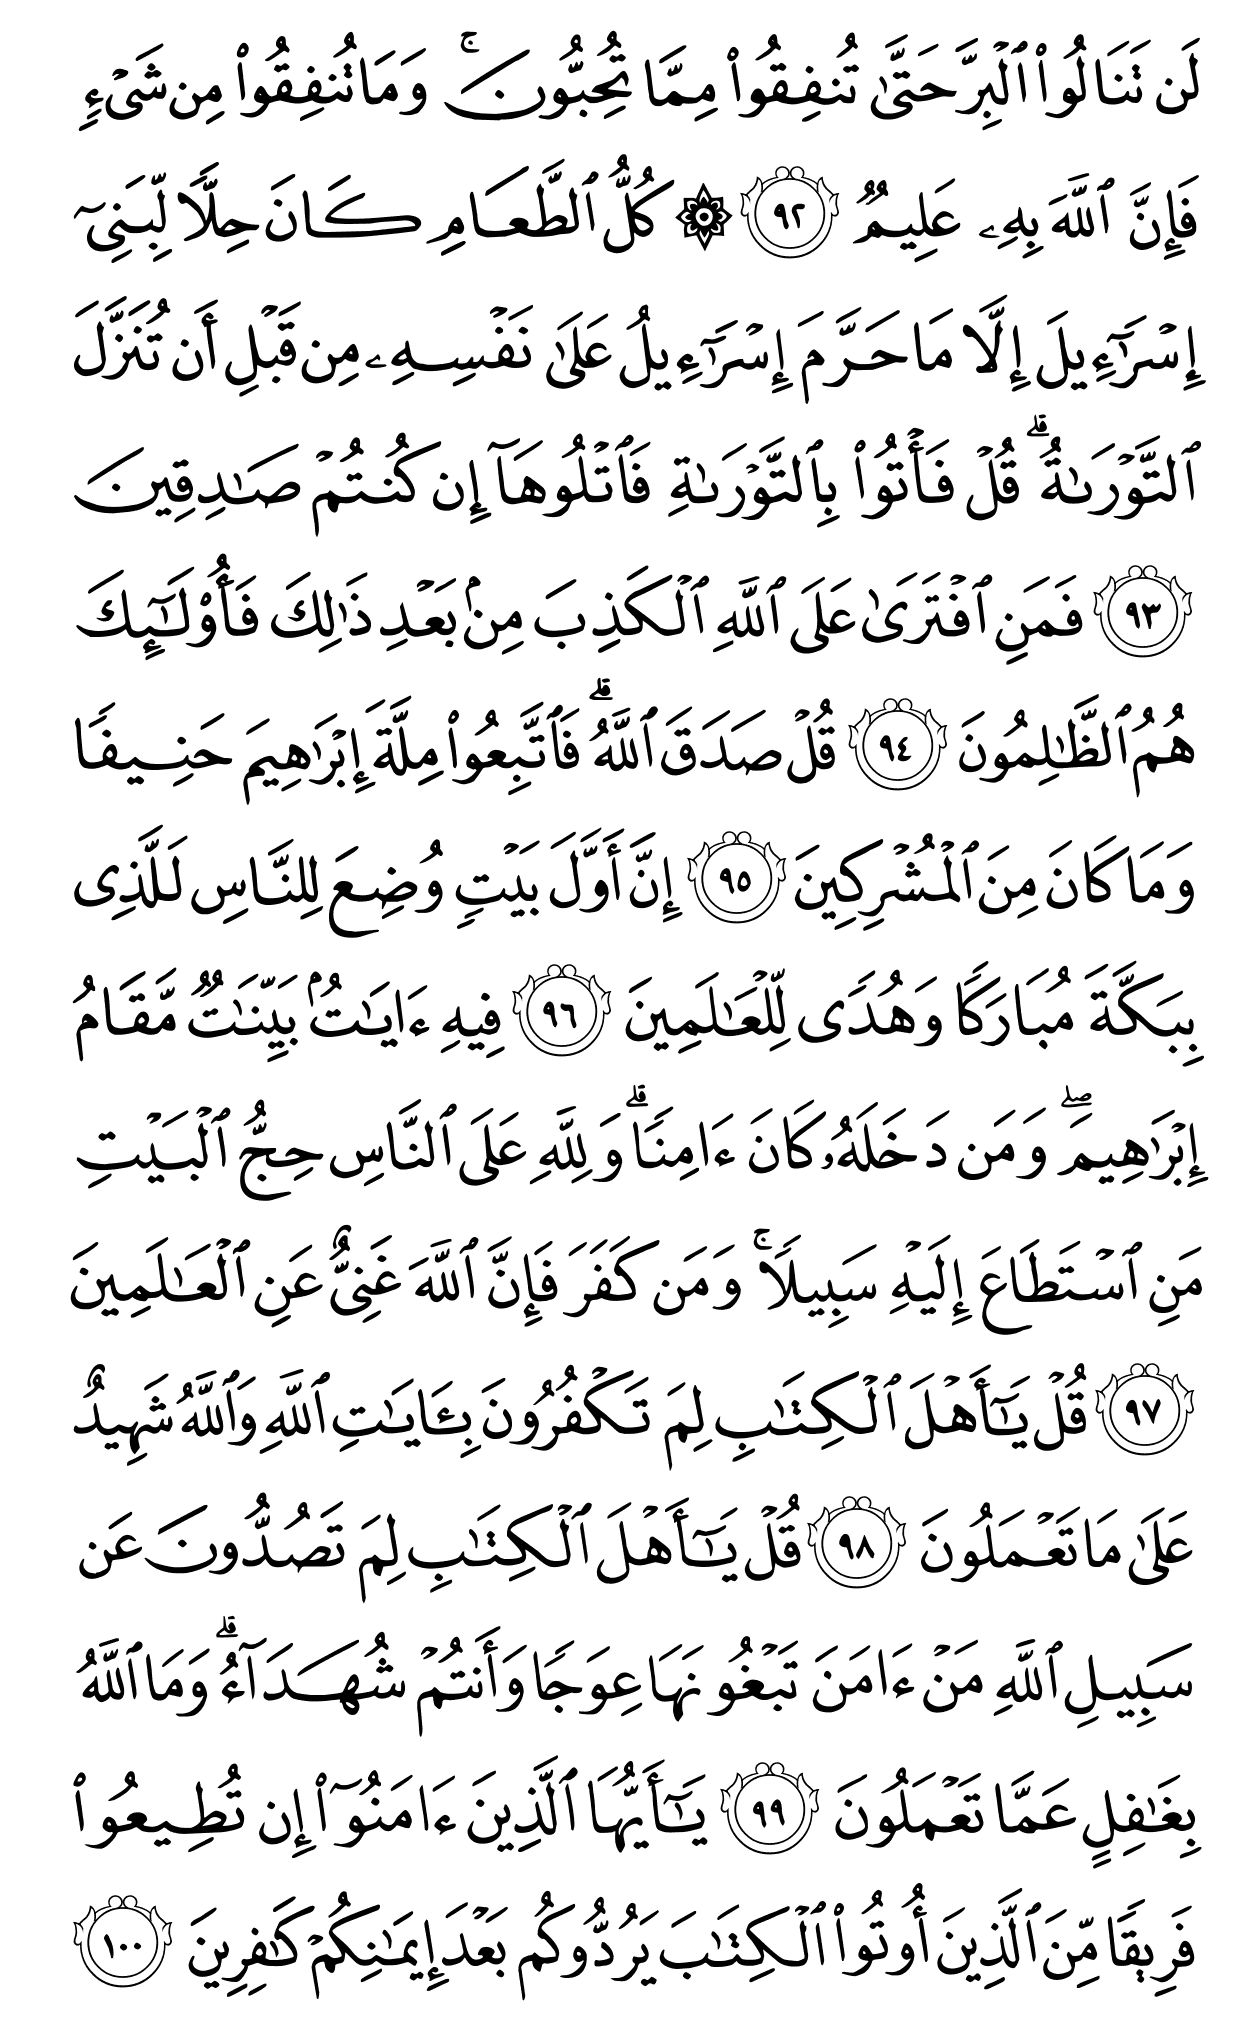 لَن تَنَالُوا۟ ٱلْبِرَّ حَتَّىٰ تُنفِقُوا۟ مِمَّا تُحِبُّونَ ۚ وَمَا تُنفِقُوا۟ مِن شَىْءٍ
فَإِنَّ ٱللَّهَ بِهِۦ عَلِيمٌ ٩٢ ۞ كُلُّ ٱلطَّعَامِ كَانَ حِلًّا لِّبَنِىٓ
إِسْرَٰٓءِيلَ إِلَّا مَا حَرَّمَ إِسْرَٰٓءِيلُ عَلَىٰ نَفْسِهِۦ مِن قَبْلِ أَن تُنَزَّلَ
ٱلتَّوْرَىٰةُ ۗ قُلْ فَأْتُوا۟ بِٱلتَّوْرَىٰةِ فَٱتْلُوهَآ إِن كُنتُمْ صَـٰدِقِينَ
٩٣ فَمَنِ ٱفْتَرَىٰ عَلَى ٱللَّهِ ٱلْكَذِبَ مِنۢ بَعْدِ ذَٰلِكَ فَأُو۟لَـٰٓئِكَ
هُمُ ٱلظَّـٰلِمُونَ ٩٤ قُلْ صَدَقَ ٱللَّهُ ۗ فَٱتَّبِعُوا۟ مِلَّةَ إِبْرَٰهِيمَ حَنِيفًا
وَمَا كَانَ مِنَ ٱلْمُشْرِكِينَ ٩٥ إِنَّ أَوَّلَ بَيْتٍ وُضِعَ لِلنَّاسِ لَلَّذِى
بِبَكَّةَ مُبَارَكًا وَهُدًى لِّلْعَـٰلَمِينَ ٩٦ فِيهِ ءَايَـٰتٌۢ بَيِّنَـٰتٌ مَّقَامُ
إِبْرَٰهِيمَ ۖ وَمَن دَخَلَهُۥ كَانَ ءَامِنًا ۗ وَلِلَّهِ عَلَى ٱلنَّاسِ حِجُّ ٱلْبَيْتِ
مَنِ ٱسْتَطَاعَ إِلَيْهِ سَبِيلًا ۚ وَمَن كَفَرَ فَإِنَّ ٱللَّهَ غَنِىٌّ عَنِ ٱلْعَـٰلَمِينَ
٩٧ قُلْ يَـٰٓأَهْلَ ٱلْكِتَـٰبِ لِمَ تَكْفُرُونَ بِـَٔايَـٰتِ ٱللَّهِ وَٱللَّهُ شَهِيدٌ
عَلَىٰ مَا تَعْمَلُونَ ٩٨ قُلْ يَـٰٓأَهْلَ ٱلْكِتَـٰبِ لِمَ تَصُدُّونَ عَن
سَبِيلِ ٱللَّهِ مَنْ ءَامَنَ تَبْغُونَهَا عِوَجًا وَأَنتُمْ شُهَدَآءُ ۗ وَمَا ٱللَّهُ
بِغَـٰفِلٍ عَمَّا تَعْمَلُونَ ٩٩ يَـٰٓأَيُّهَا ٱلَّذِينَ ءَامَنُوٓا۟ إِن تُطِيعُوا۟
فَرِيقًا مِّنَ ٱلَّذِينَ أُوتُوا۟ ٱلْكِتَـٰبَ يَرُدُّوكُم بَعْدَ إِيمَـٰنِكُمْ كَـٰفِرِينَ ١٠٠